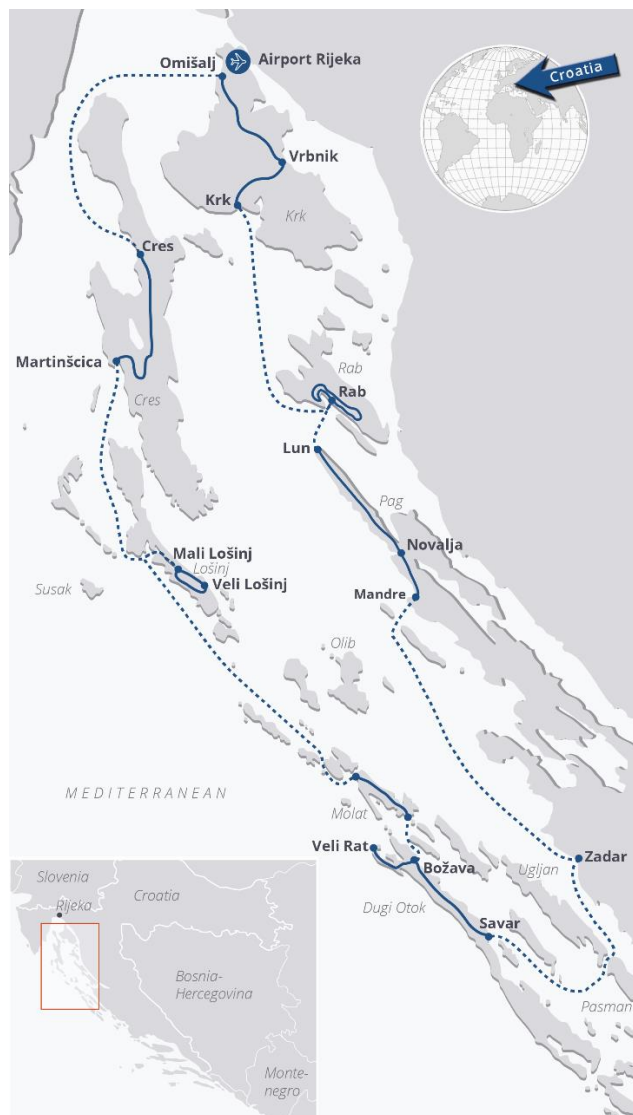 Omišalj
Airport Rijeka
Croatia
Vrbnik
Krk
Krk
Cres
Martinšcica
Cres
Rab
Rab
Lun
Pag
Novalja
Mali Lošinj
Lošinj
Veli Lošinj
Mandre
Susak
Olib
MEDITERRANEAN
Molat
Veli Rat
Božava
Ugljan
Zadar
Dugi Otok
Savar
Pasman
Slovenia
Rijeka
Croatia
Bosnia-
Hercegovina
Monte-
negro